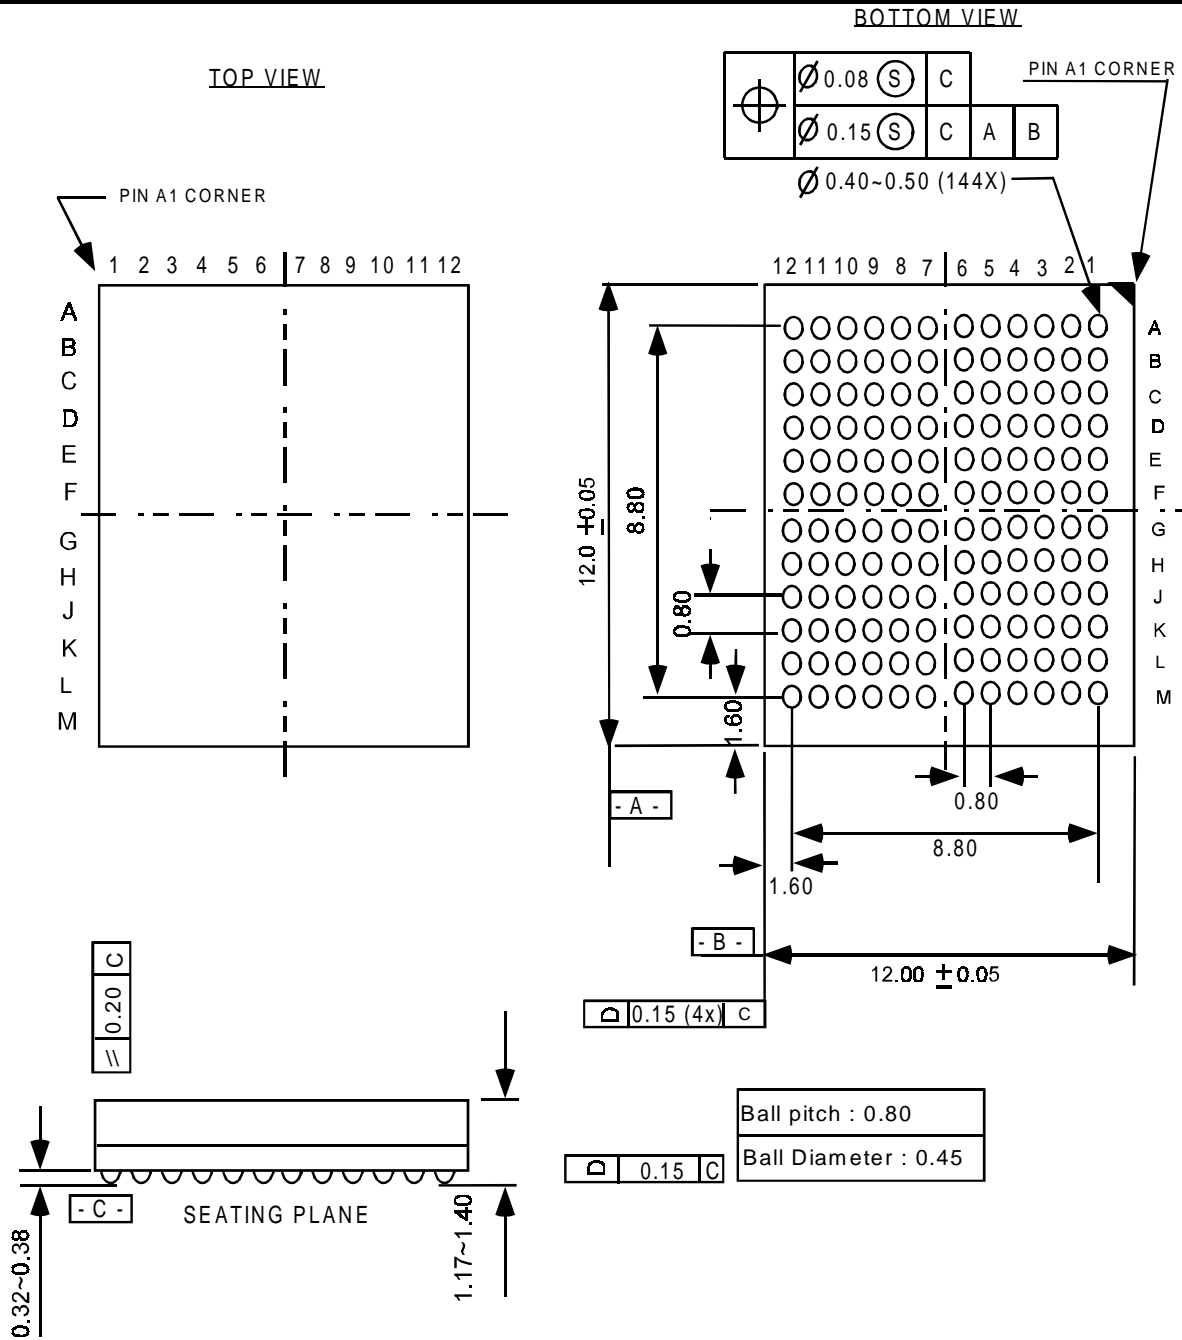 BOTTOM VIEW
TOP VIEW
Ø 0.08 S C
Ø 0.15 S C A B
PIN A1 CORNER
Ø 0.40~0.50 (144X)
PIN A1 CORNER
1 2 3 4 5 6 7 8 9 10 11 12
12 11 10 9 8 7 6 5 4 3 2 1
A
B
C
D
E
F
G
H
J
K
L
M
A
B
C
D
E
F
G
H
J
K
L
M
12.0 ±0.05
8.80
0.80
1.60
- A -
0.80
8.80
1.60
- B -
12.00 ±0.05
D 0.15 (4x) C
// 0.20 C
Ball pitch : 0.80
Ball Diameter : 0.45
D 0.15 C
- C -
SEATING PLANE
0.32~0.38
1.17~1.40